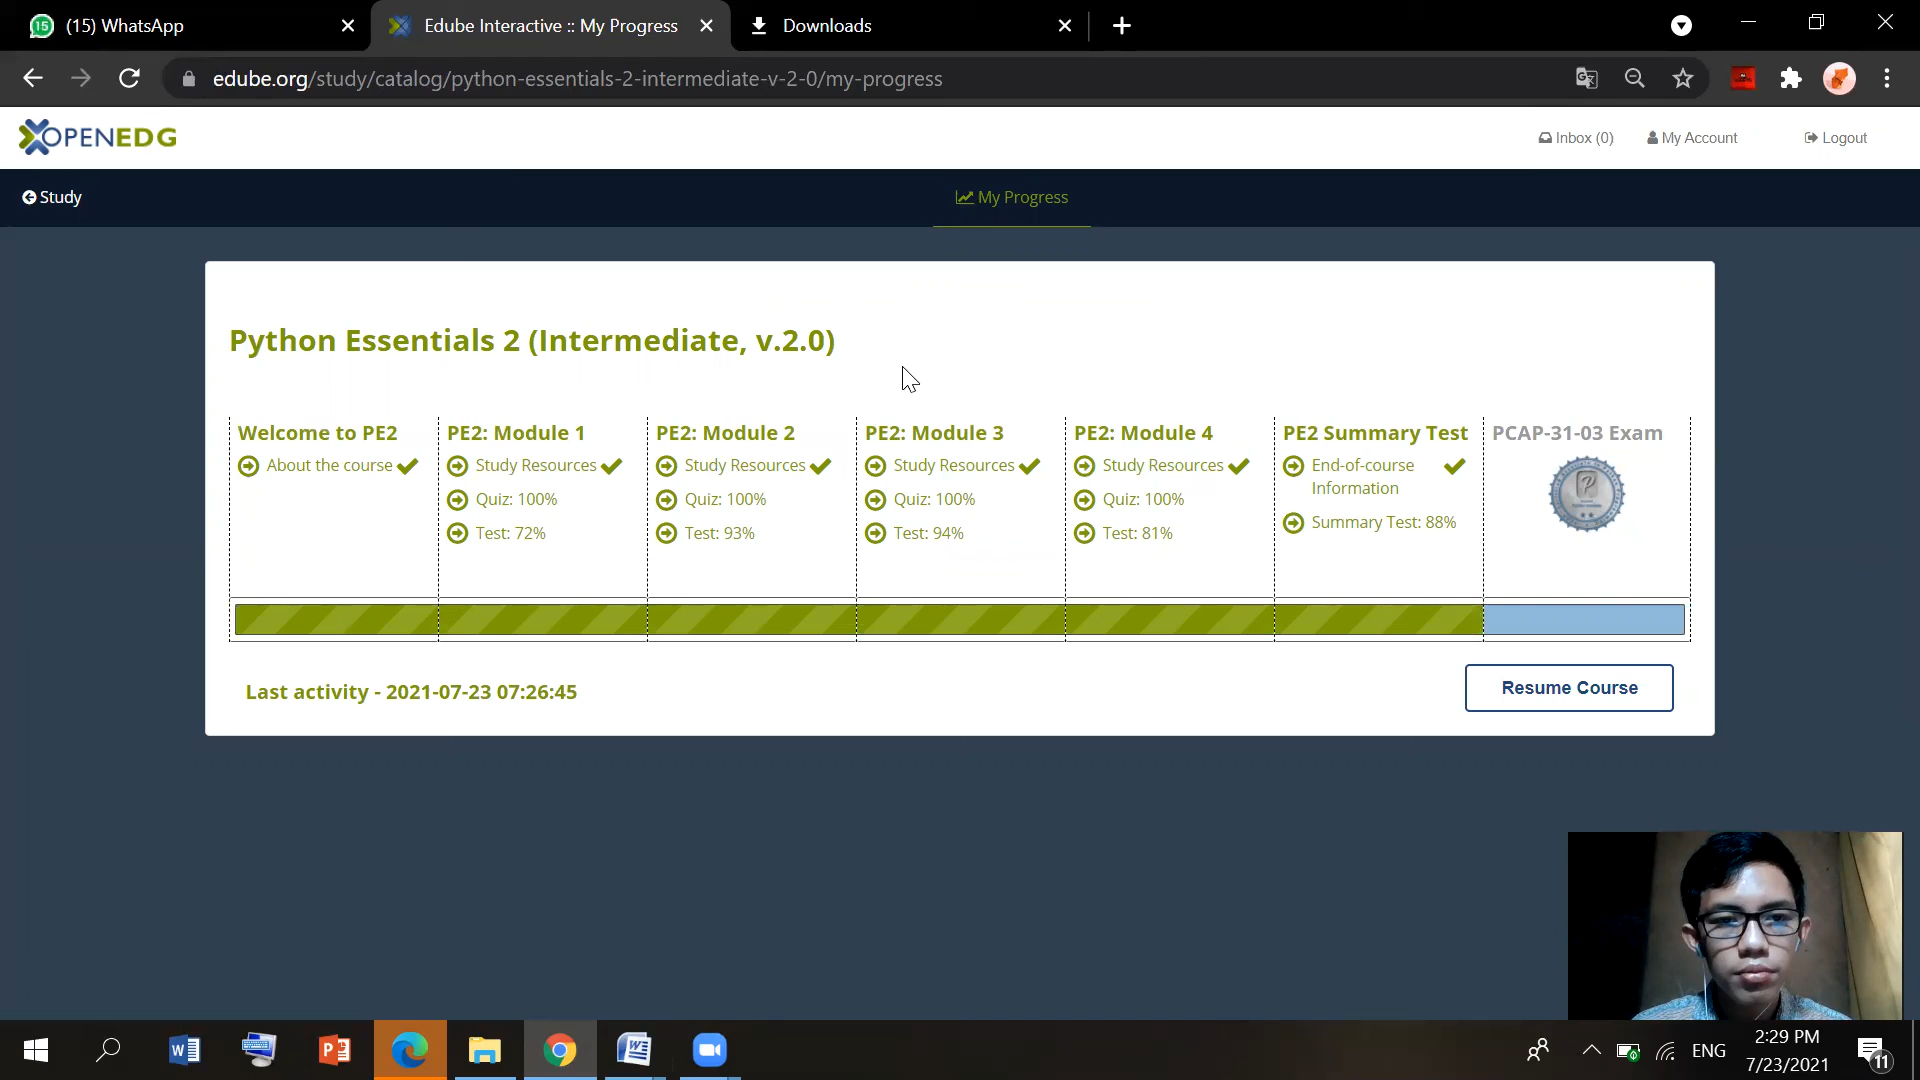 (15) WhatsApp
Edube Interactive :: My Progress
Downloads
edube.org/study/catalog/python-essentials-2-intermediate-v-2-0/my-progress
OPENEDG
Inbox (0)
My Account
Logout
Study
My Progress
Python Essentials 2 (Intermediate, v.2.0)
Welcome to PE2
About the course
PE2: Module 1
Study Resources
Quiz: 100%
Test: 72%
PE2: Module 2
Study Resources
Quiz: 100%
Test: 93%
PE2: Module 3
Study Resources
Quiz: 100%
Test: 94%
PE2: Module 4
Study Resources
Quiz: 100%
Test: 81%
PE2 Summary Test
End-of-course
Information
Summary Test: 88%
PCAP-31-03 Exam
Last activity - 2021-07-23 07:26:45
Resume Course
ENG
2:29 PM
7/23/2021
11